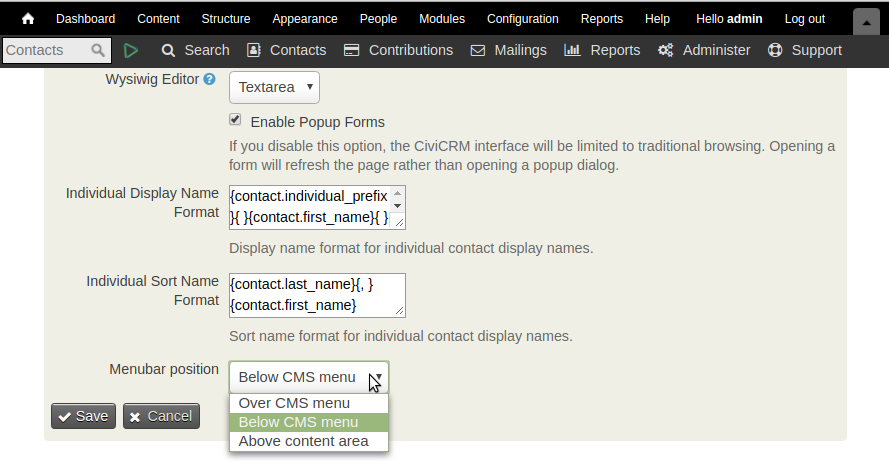 Dashboard Content Structure Appearance People Modules Configuration Reports Help Hello admin Log out
Contacts Search Contacts Contributions Mailings Reports Administer Support
Wysiwig Editor ?
Textarea
Enable Popup Forms
If you disable this option, the CiviCRM interface will be limited to traditional browsing. Opening a
form will refresh the page rather than opening a popup dialog.
Individual Display Name
Format
{contact.individual_prefix
}{ }{contact.first_name}{ }
Display name format for individual contact display names.
Individual Sort Name
Format
{contact.last_name}{, }
{contact.first_name}
Sort name format for individual contact display names.
Menubar position
Below CMS menu
Over CMS menu
Below CMS menu
Above content area
Save Cancel